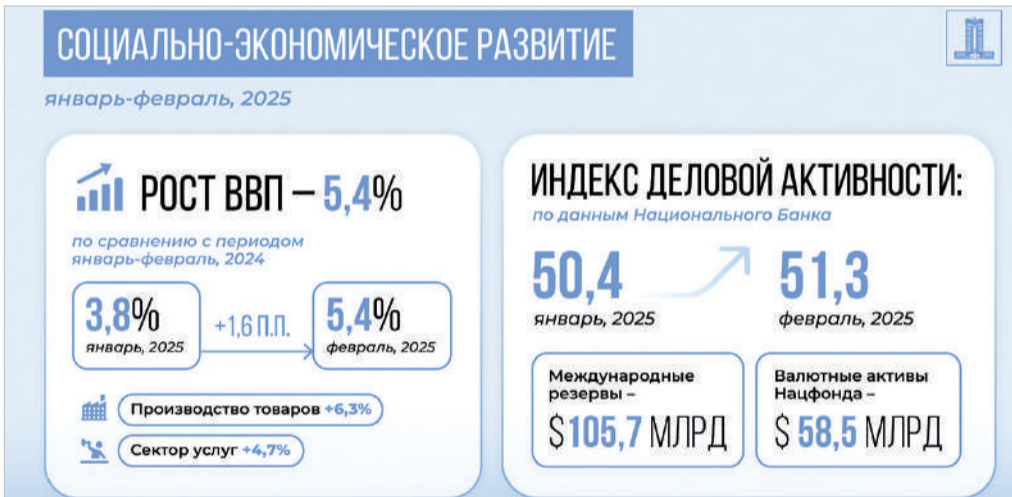 СОЦИАЛЬНО-ЭКОНОМИЧЕСКОЕ РАЗВИТИЕ
январь-февраль, 2025
РОСТ ВВП – 5,4%
по сравнению с периодом
январь-февраль, 2024
3,8%
январь, 2025
+1,6 П.П.
5,4%
февраль, 2025
Производство товаров +6,3%
Сектор услуг +4,7%
ИНДЕКС ДЕЛОВОЙ АКТИВНОСТИ:
по данным Национального Банка
50,4
январь, 2025
51,3
февраль, 2025
Международные
резервы –
$105,7 МЛРД
Валютные активы
Нацфонда –
$ 58,5 МЛРД